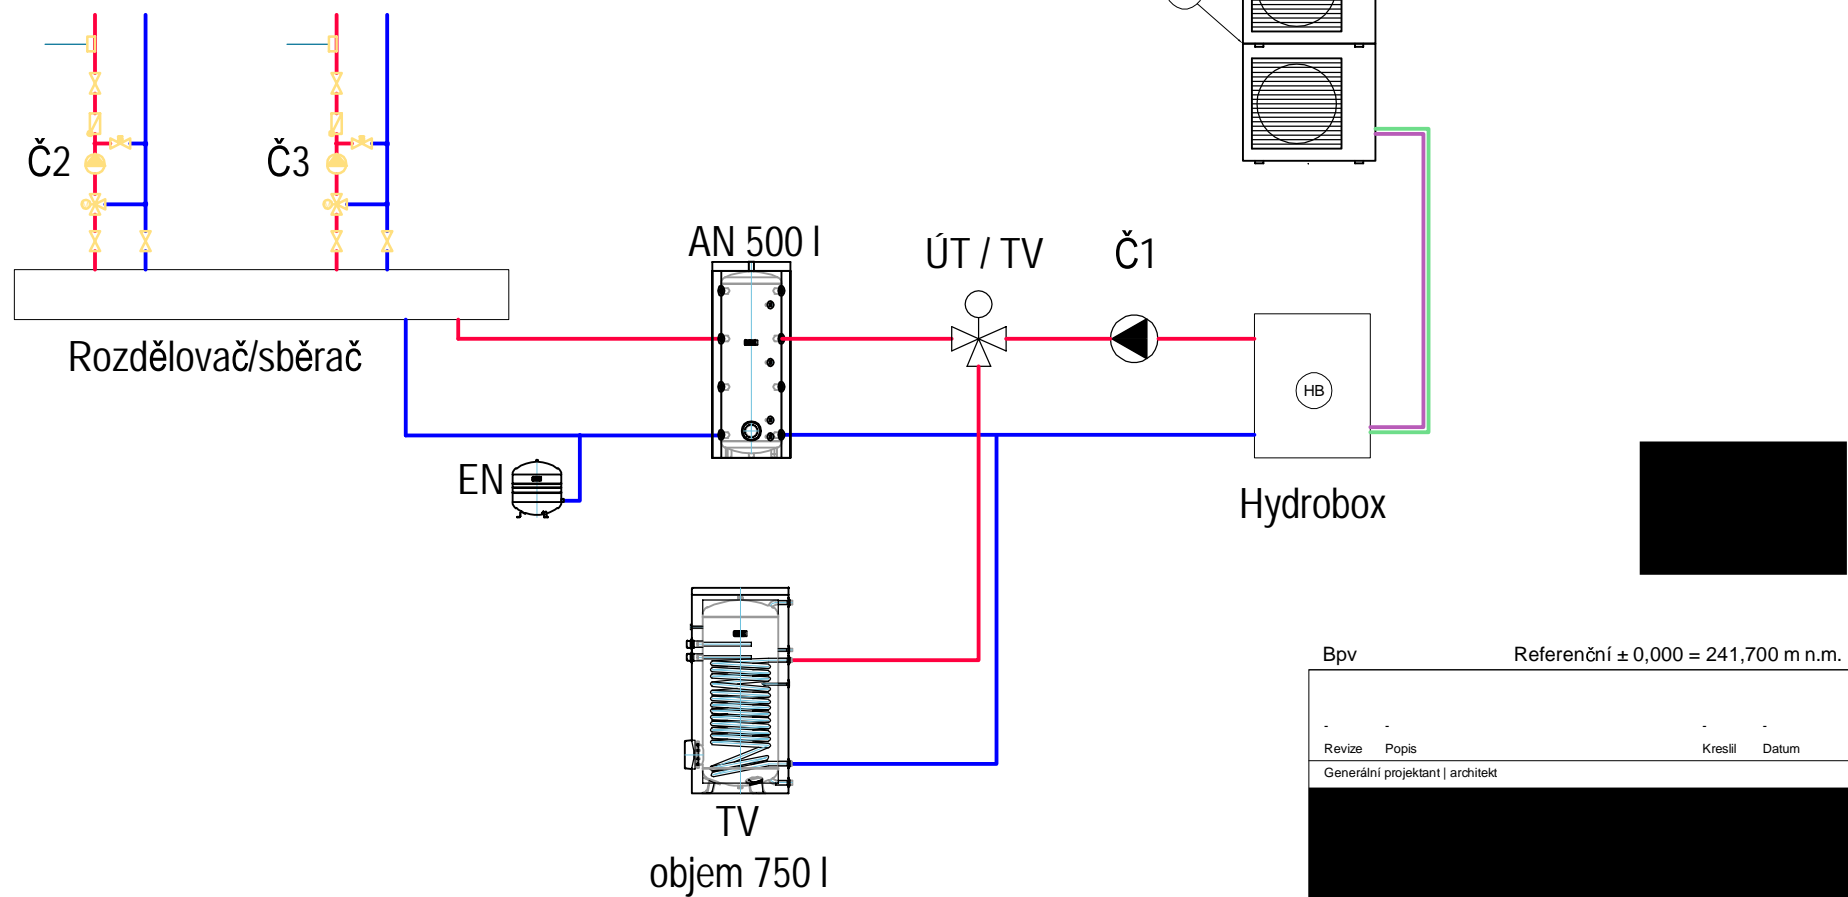 Č2
Č3
AN 500 l
ÚT / TV
Č1
Rozdělovač/sběrač
HB
EN
Hydrobox
TV
objem 750 l
Bpv
Referenční ± 0,000 = 241,700 m n.m.
- - - -
Revize Popis Kreslil Datum
Generální projektant | architekt